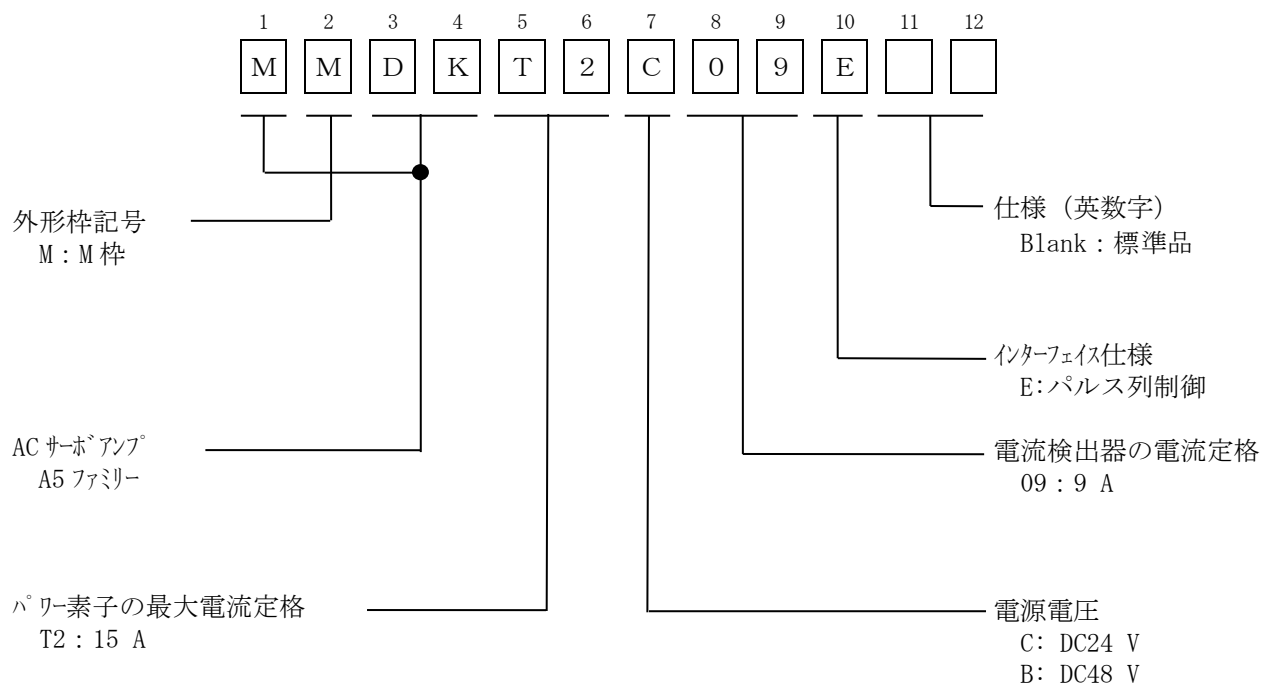 1 2 3 4 5 6 7 8 9 10 11 12
M M D K T 2 C 0 9 E
外形枠記号
M：M 枠
AC ｻｰﾎﾞｱﾝﾌﾟ
A5 ﾌｧﾐﾘｰ
ﾊﾟﾜｰ素子の最大電流定格
T2：15 A
仕様（英数字）
Blank：標準品
ｲﾝﾀｰﾌｪｲｽ仕様
E:パルス列制御
電流検出器の電流定格
09：9 A
電源電圧
C: DC24 V
B: DC48 V